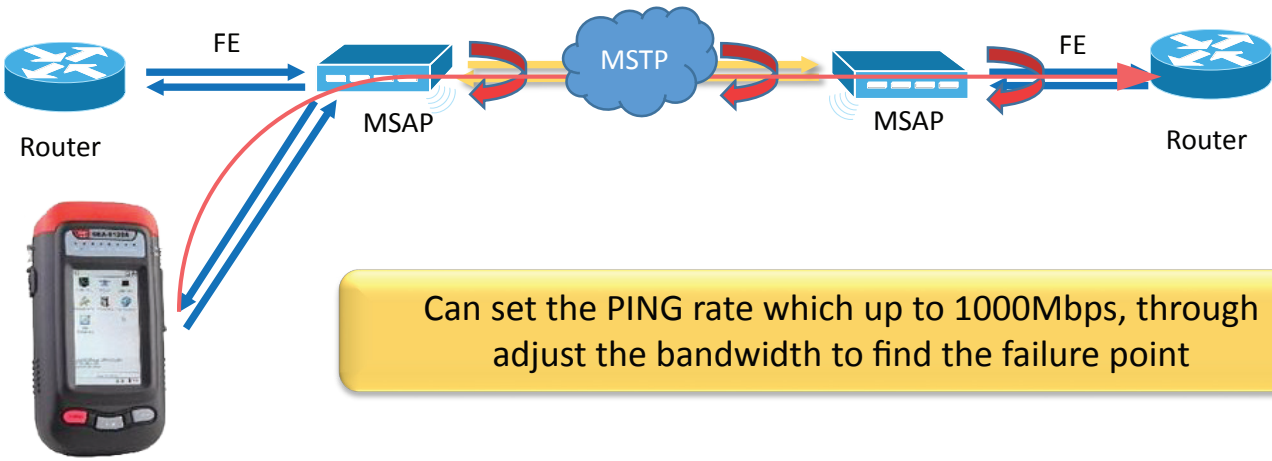 FE
MSTP
FE
MSAP
MSAP
Router
Router
Can set the PING rate which up to 1000Mbps, through
adjust the bandwidth to find the failure point